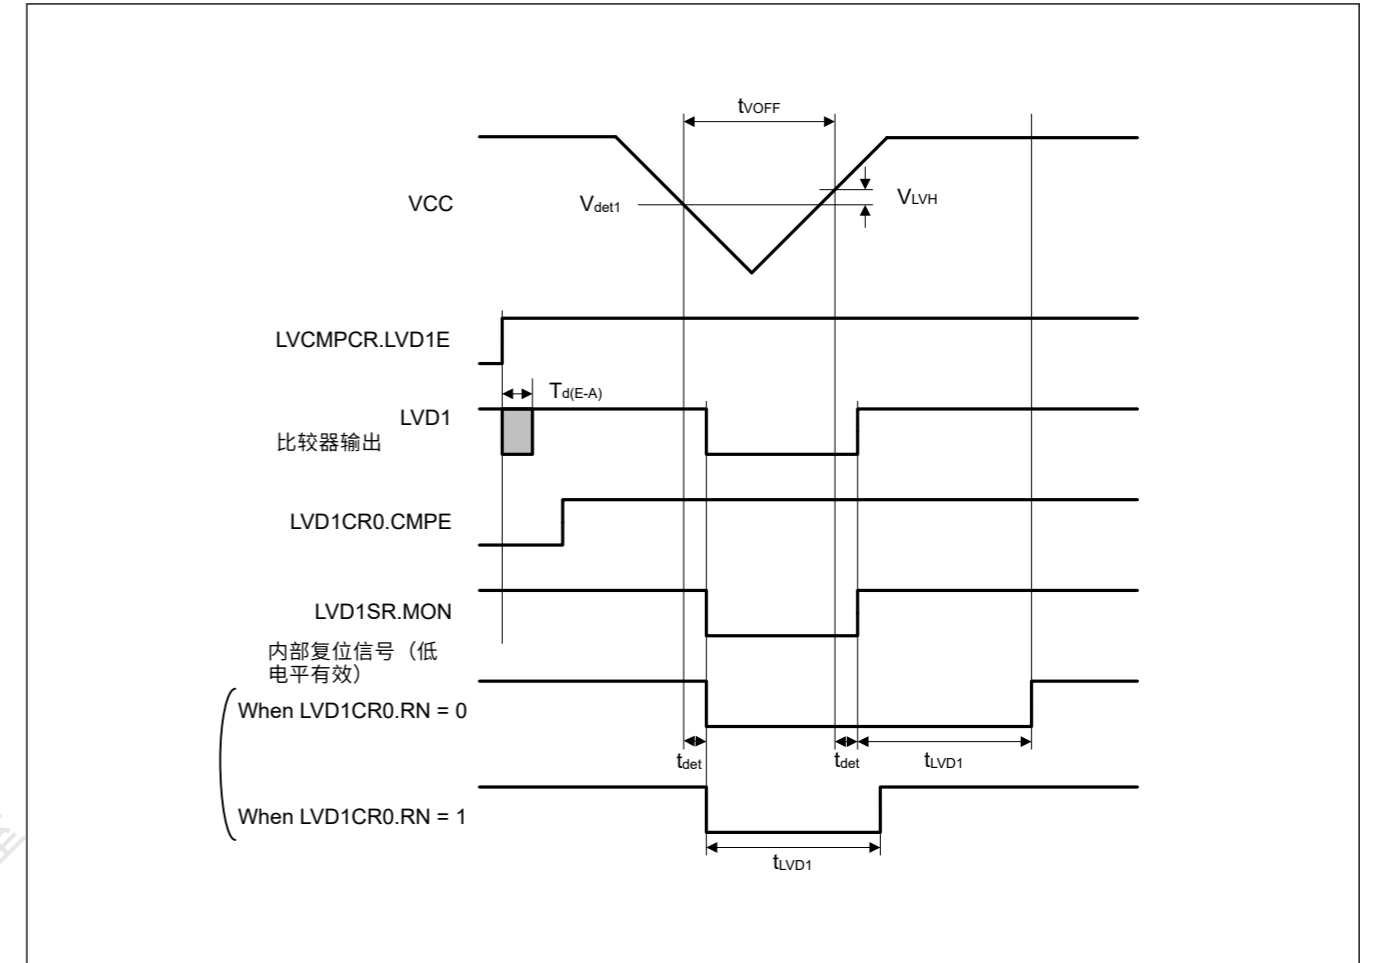 tVOFF
VCC
Vdet1
VLVH
LVCMPCR.LVD1E
Td(E-A)
LVD1
比较器输出
LVD1CR0.CMPE
LVD1SR.MON
内部复位信号（低
电平有效）
When LVD1CR0.RN = 0
tdet
tdet
tLVD1
When LVD1CR0.RN = 1
tLVD1